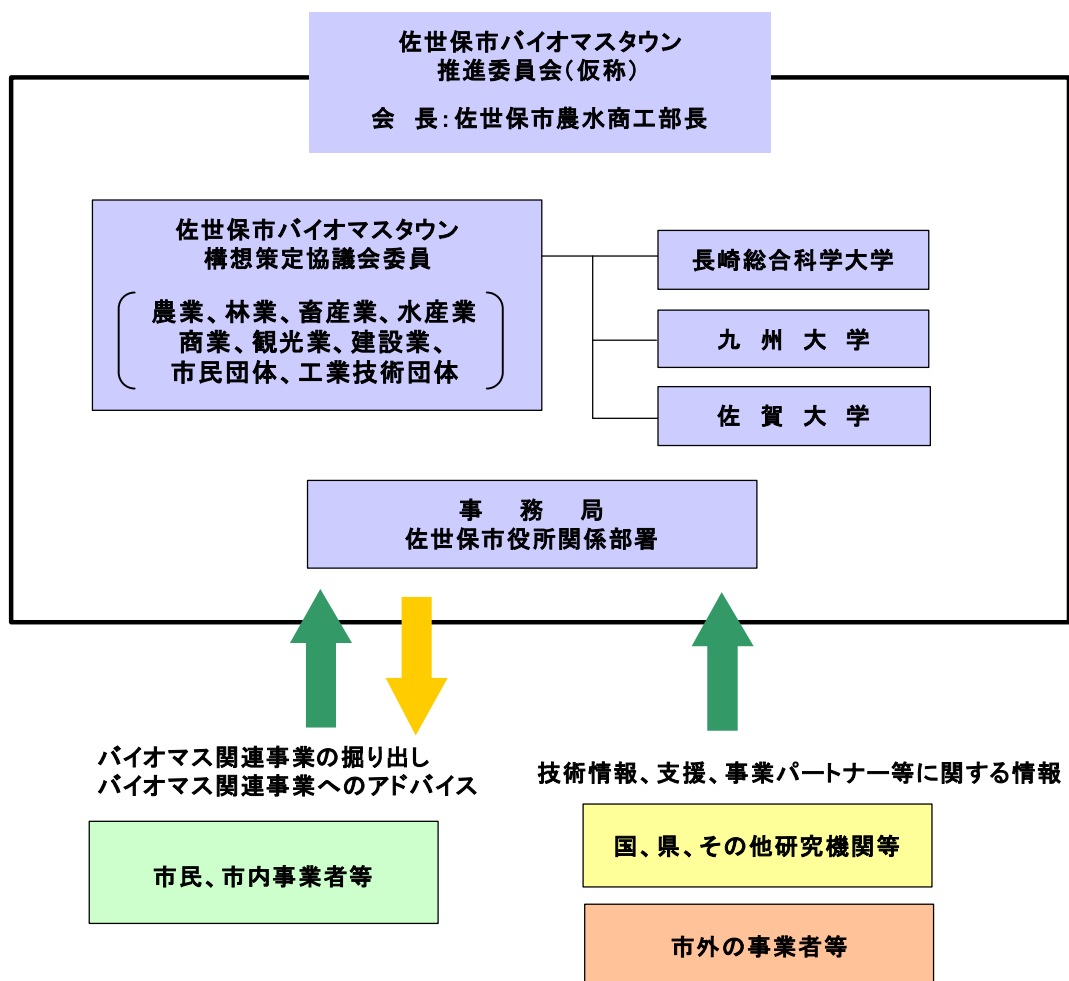 佐世保市バイオマスタウン
推進委員会(仮称)
会 長:佐世保市農水商工部長
佐世保市バイオマスタウン
構想策定協議会委員
農業、林業、畜産業、水産業
商業、観光業、建設業、
市民団体、工業技術団体
長崎総合科学大学
九 州 大 学
佐 賀 大 学
事 務 局
佐世保市役所関係部署
バイオマス関連事業の掘り出し
バイオマス関連事業へのアドバイス
技術情報、支援、事業パートナー等に関する情報
市民、市内事業者等
国、県、その他研究機関等
市外の事業者等